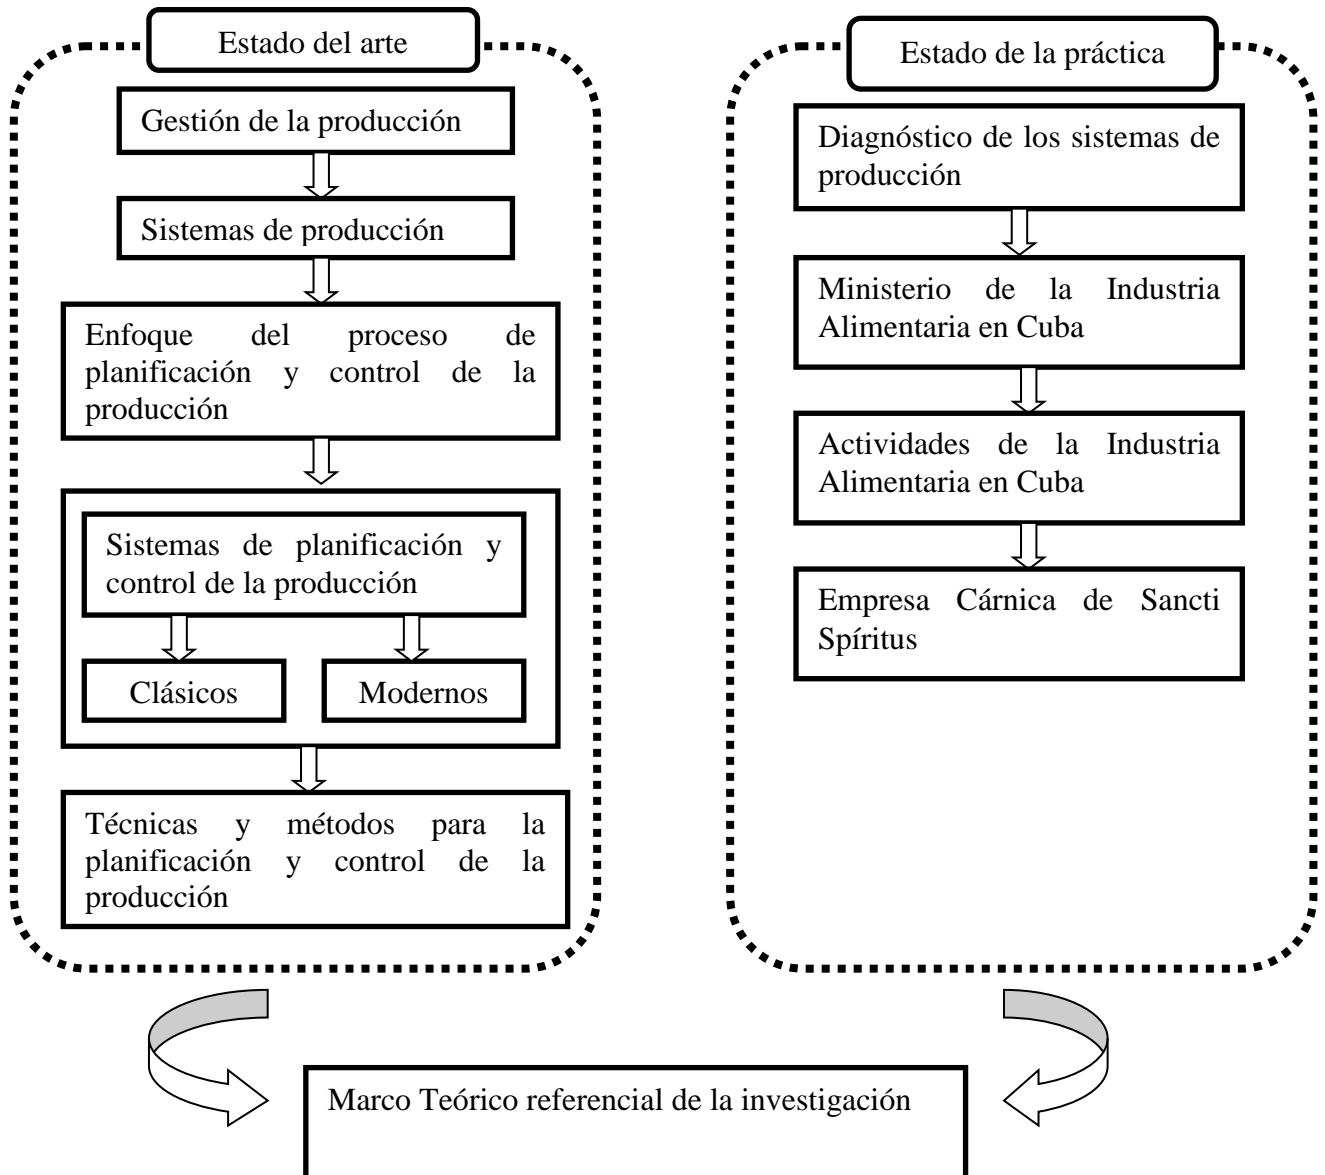 Estado del arte
Gestión de la producción
Sistemas de producción
Enfoque del proceso de
planificación y control de la
producción
Sistemas de planificación y
control de la producción
Clásicos
Modernos
Técnicas y métodos para la
planificación y control de la
producción
Estado de la práctica
Diagnóstico de los sistemas de
producción
Ministerio de la Industria
Alimentaria en Cuba
Actividades de la Industria
Alimentaria en Cuba
Empresa Cárnica de Sancti
Spíritus
Marco Teórico referencial de la investigación